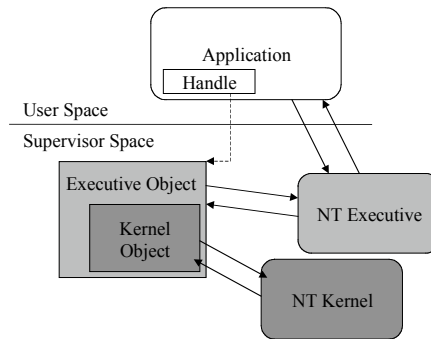 Application
Handle
User Space
Supervisor Space
Executive Object
NT Executive
Kernel
Object
NT Kernel